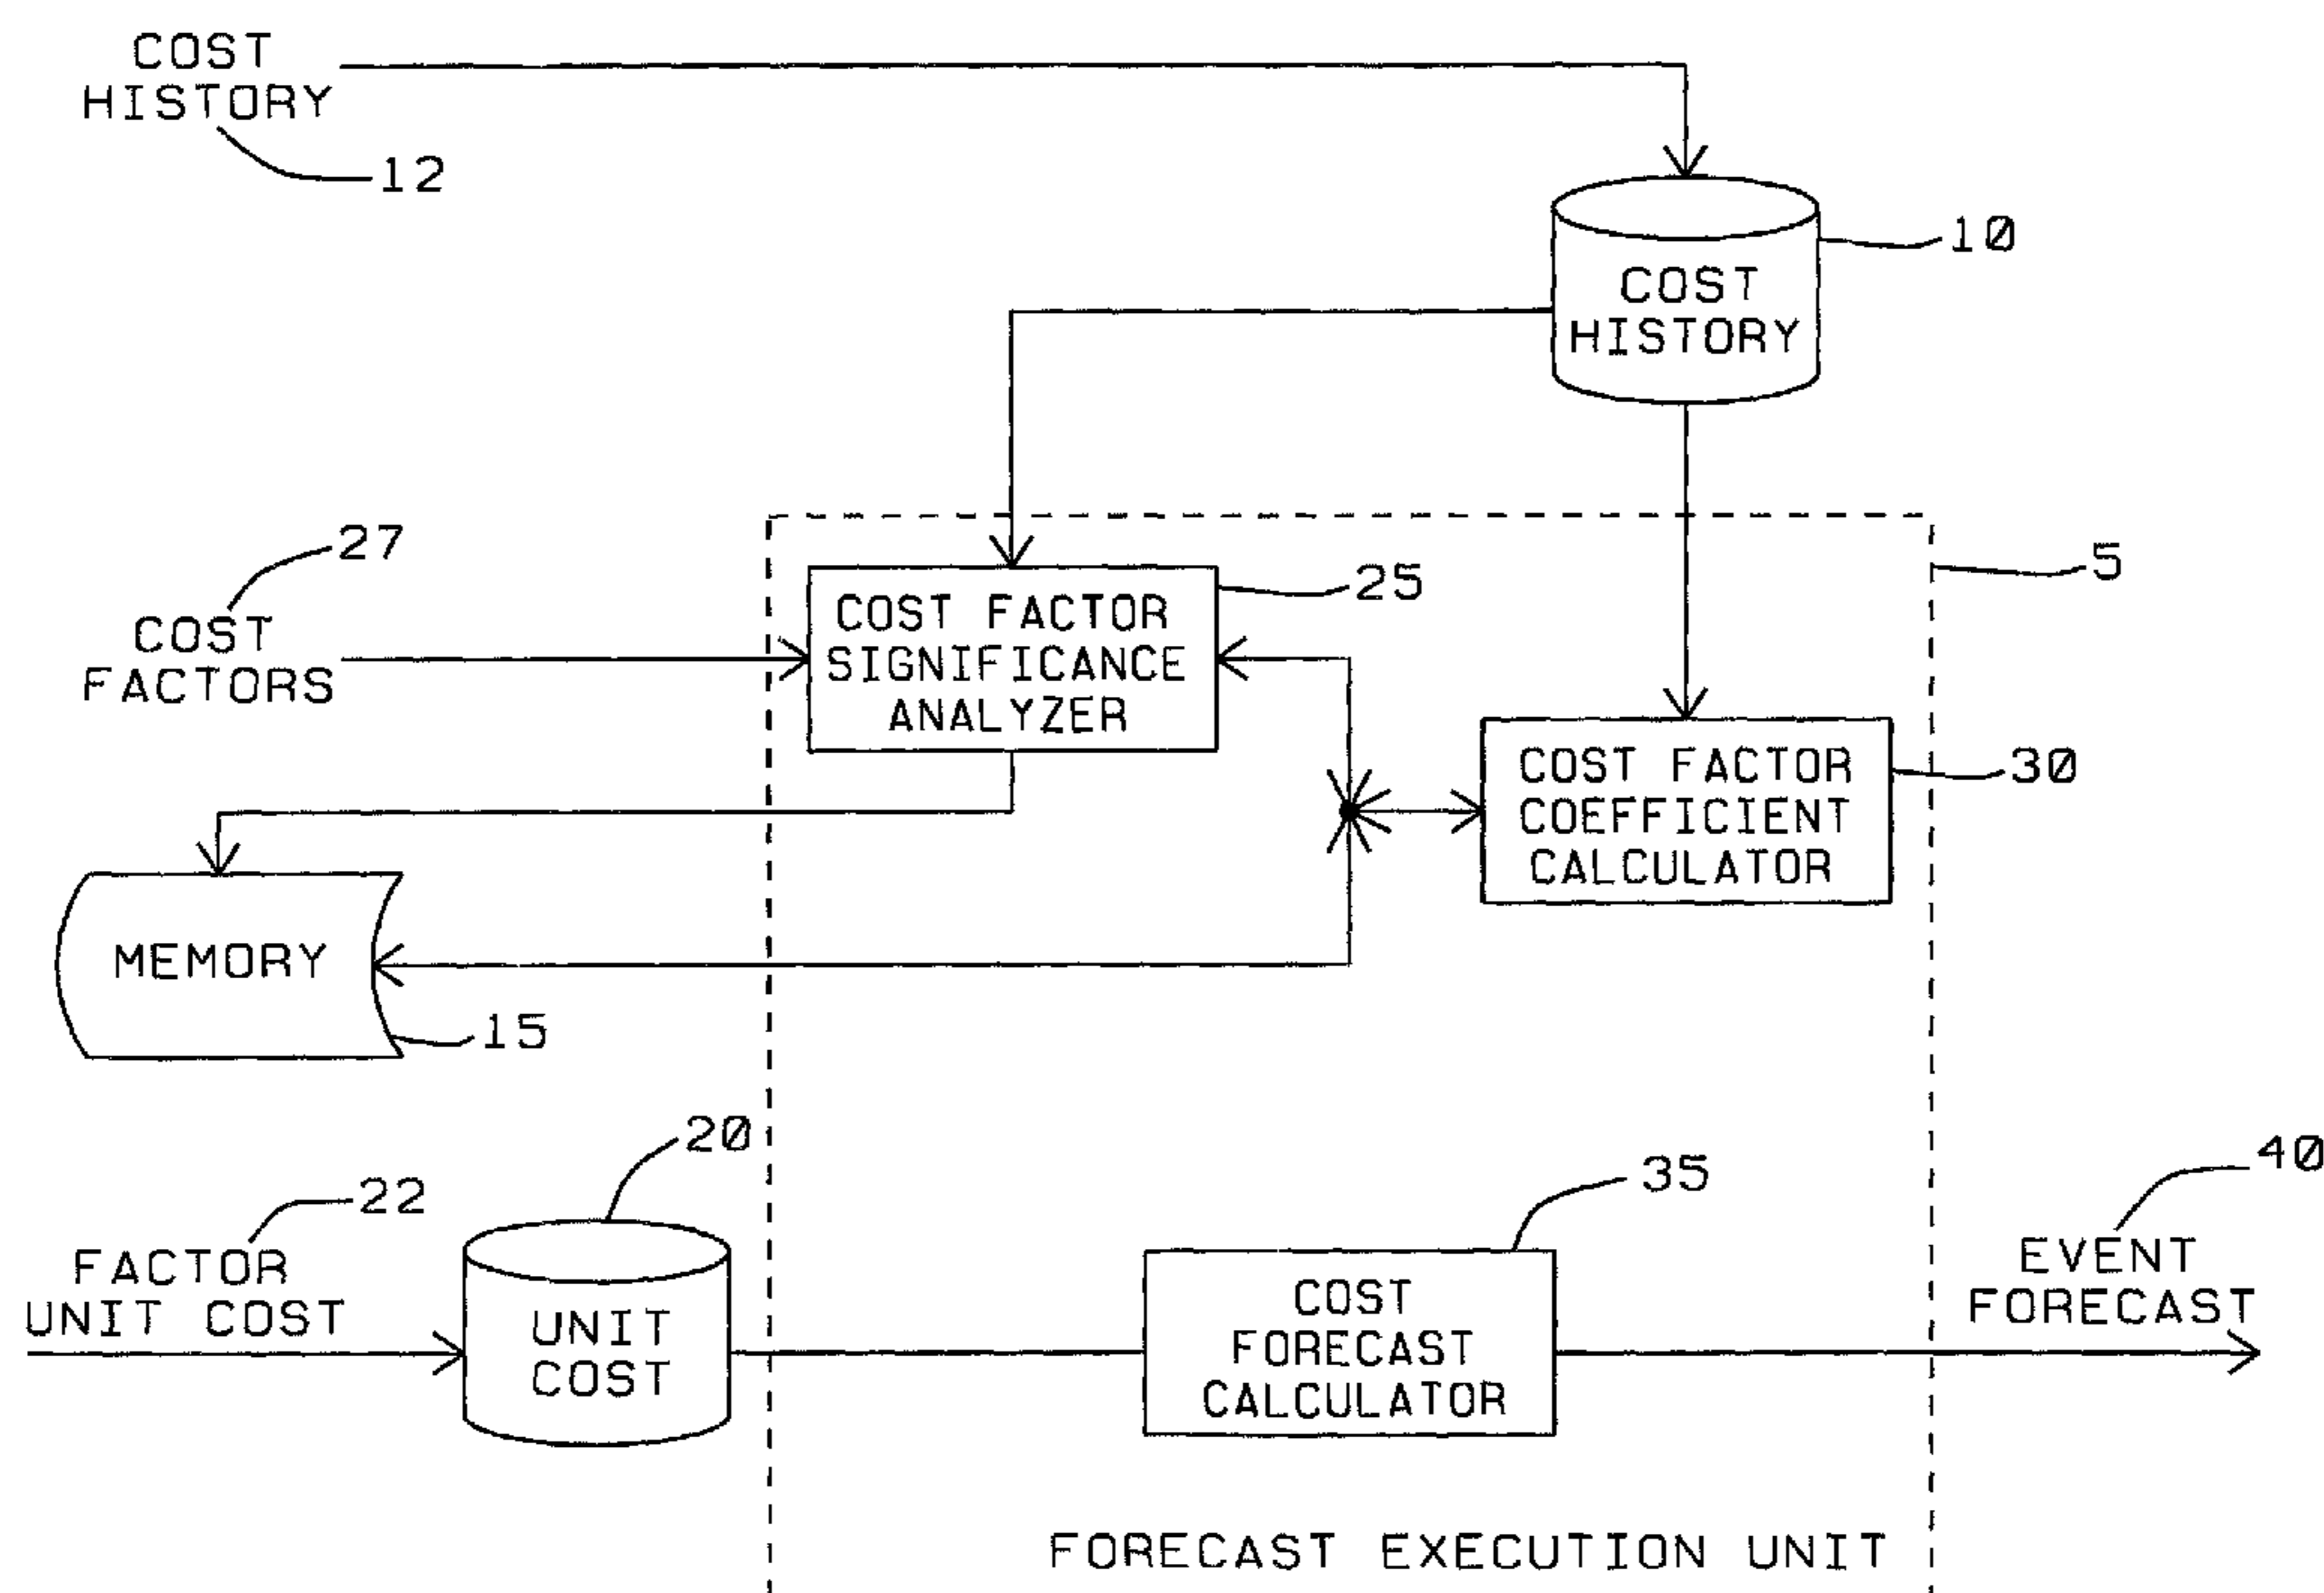 COST
HISTORY
12
10
COST
HISTORY
27
COST
FACTORS
5
25
COST FACTOR
SIGNIFICANCE
ANALYZER
30
COST FACTOR
COEFFICIENT
CALCULATOR
MEMORY
15
20
22
FACTOR
UNIT COST
UNIT
COST
35
COST
FORECAST
CALCULATOR
40
EVENT
FORECAST
FORECAST EXECUTION UNIT